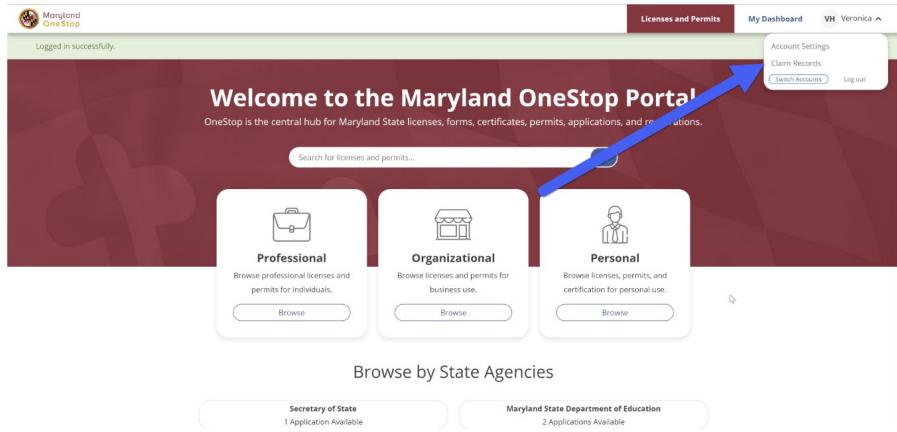 Maryland
OneStop
Licenses and Permits
My Dashboard
VH Veronica
Logged in successfully.
Account Settings
Claim Records
Switch Accounts
Log out
Welcome to the Maryland OneStop Portal
OneStop is the central hub for Maryland State licenses, forms, certificates, permits, applications, and
Search for licenses and permits...
Professional
Browse professional licenses and
permits for individuals.
Browse
Organizational
Browse licenses and permits for
business use.
Browse
Personal
Browse licenses, permits, and
certification for personal use.
Browse
Browse by State Agencies
Secretary of State
1 Application Available
Maryland State Department of Education
2 Applications Available